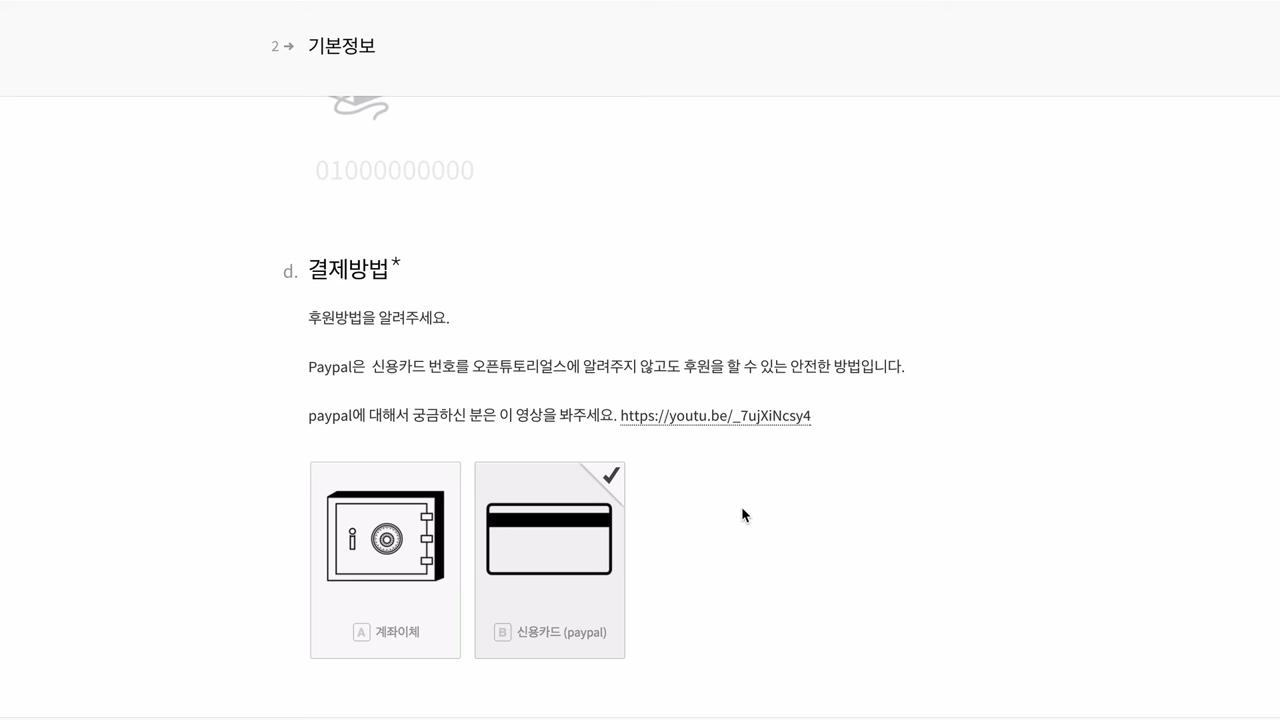 2 → 기본정보
01000000000
d. 결제방법*
후원방법을 알려주세요.
Paypal은 신용카드 번호를 오픈튜토리얼스에 알려주지 않고도 후원을 할 수 있는 안전한 방법입니다.
paypal에 대해서 궁금하신 분은 이 영상을 봐주세요. https://youtu.be/_7ujXiNcsy4
A 계좌이체
B 신용카드 (paypal)